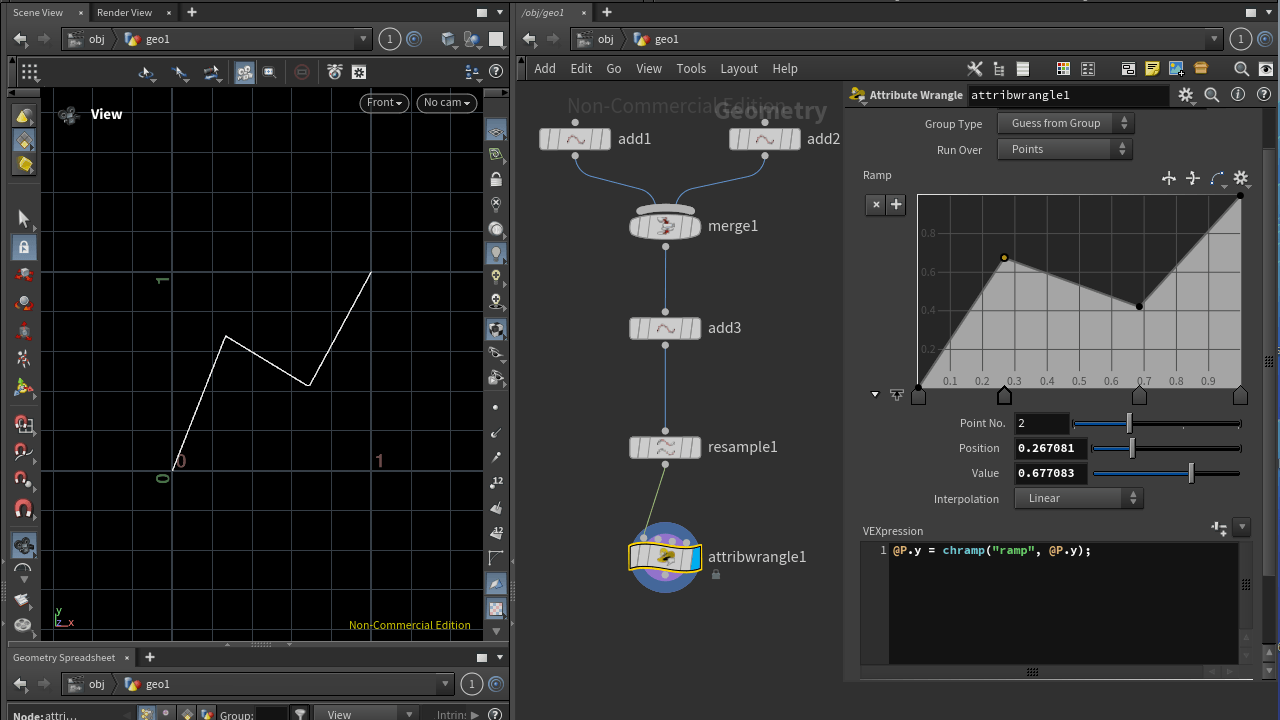 Scene View × Render View × +
/obj/geo1 × +
obj geo1 1
obj geo1 1
Add Edit Go View Tools Layout Help
View Front No cam
1
0
0
1
y
z x
12
12
Non-Commercial Edition
Non-Commercial Edition
Geometry
add1
add2
merge1
add3
resample1
attribwrangle1
Attribute Wrangle attribwrangle1
Group Type Guess from Group
Run Over Points
Ramp
0.8
0.6
0.4
0.2
0.1 0.2 0.3 0.4 0.5 0.6 0.7 0.8 0.9
Point No. 2
Position 0.267081
Value 0.677083
Interpolation Linear
VEXpression
1 @P.y = chramp("ramp", @P.y);
Geometry Spreadsheet × +
obj geo1 1
Node: attri... Group: View Intrin: